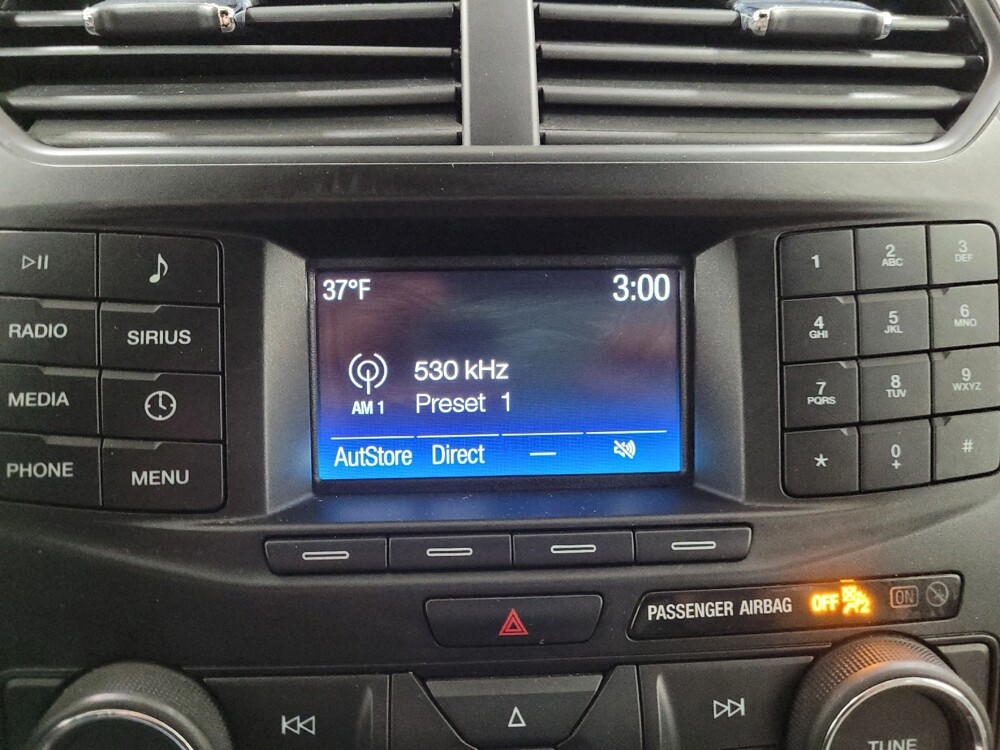 37°F 3:00
530 kHz
AM 1 Preset 1
AutStore Direct
RADIO
SIRIUS
MEDIA
PHONE
MENU
1 2 ABC 3 DEF
4 GHI 5 JKL 6 MNO
7 PQRS 8 TUV 9 WXYZ
* 0 + #
PASSENGER AIRBAG OFF ON
TUNE